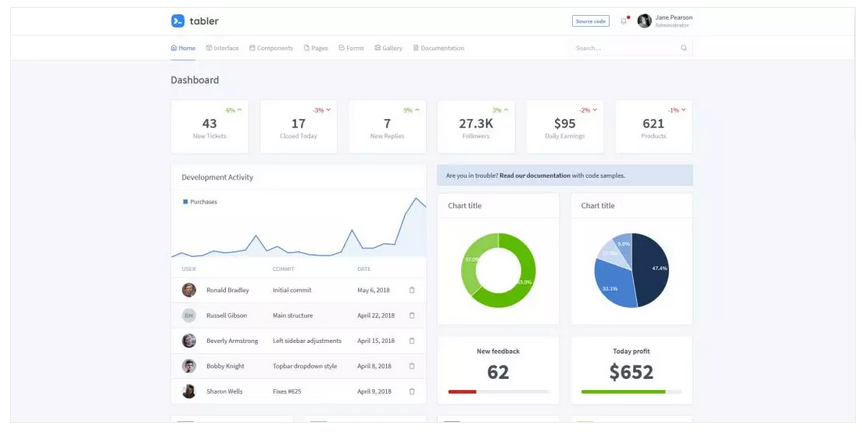 tabler
Source code
Jane Pearson
Administrator
Home Interface Components Pages Forms Gallery Documentation
Search...
Dashboard
6%
43
New Tickets
-3%
17
Closed Today
9%
7
New Replies
3%
27.3K
Followers
-2%
$95
Daily Earnings
-1%
621
Products
Development Activity
Purchases
USER COMMIT DATE
Ronald Bradley Initial commit May 6, 2018
Russell Gibson Main structure April 22, 2018
Beverly Armstrong Left sidebar adjustments April 15, 2018
Bobby Knight Topbar dropdown style April 8, 2018
Sharon Wells Fixes #625 April 9, 2018
Are you in trouble? Read our documentation with code samples.
Chart title
37.0%
63.0%
Chart title
47.4%
New feedback
62
Today profit
$652